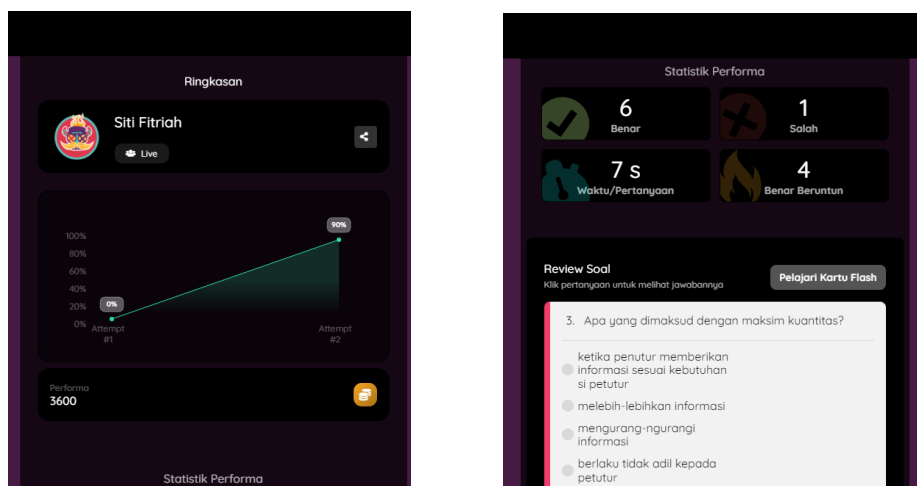 Ringkasan
Siti Fitriah
Live
90%
100%
80%
60%
40%
20%
0%
0%
Attempt
#1
Attempt
#2
Performa
3600
Statistik Performa
Statistik Performa
6
Benar
1
Salah
7 s
Waktu/Pertanyaan
4
Benar Beruntun
Review Soal
Klik pertanyaan untuk melihat jawabannya
Pelajari Kartu Flash
3. Apa yang dimaksud dengan maksim kuantitas?
ketika penutur memberikan
informasi sesuai kebutuhan
si petutur
melebih-lebihkan informasi
mengurang-ngurangi
informasi
berlaku tidak adil kepada
petutur